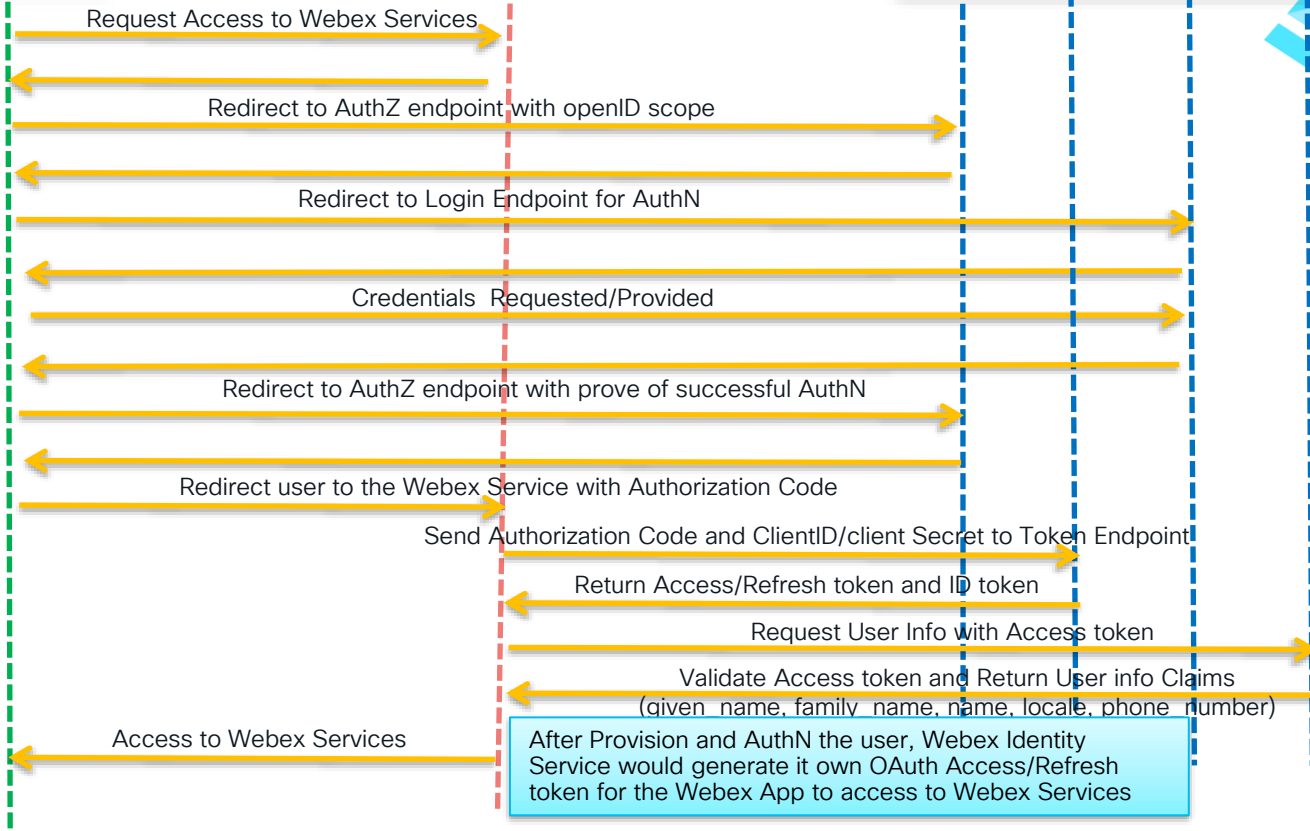 Request Access to Webex Services
Redirect to AuthZ endpoint with openID scope
Redirect to Login Endpoint for AuthN
Credentials Requested/Provided
Redirect to AuthZ endpoint with prove of successful AuthN
Redirect user to the Webex Service with Authorization Code
Send Authorization Code and ClientID/client Secret to Token Endpoint
Return Access/Refresh token and ID token
Request User Info with Access token
Validate Access token and Return User info Claims
(given_name, family_name, name, locale, phone_number)
Access to Webex Services
After Provision and AuthN the user, Webex Identity
Service would generate it own OAuth Access/Refresh
token for the Webex App to access to Webex Services